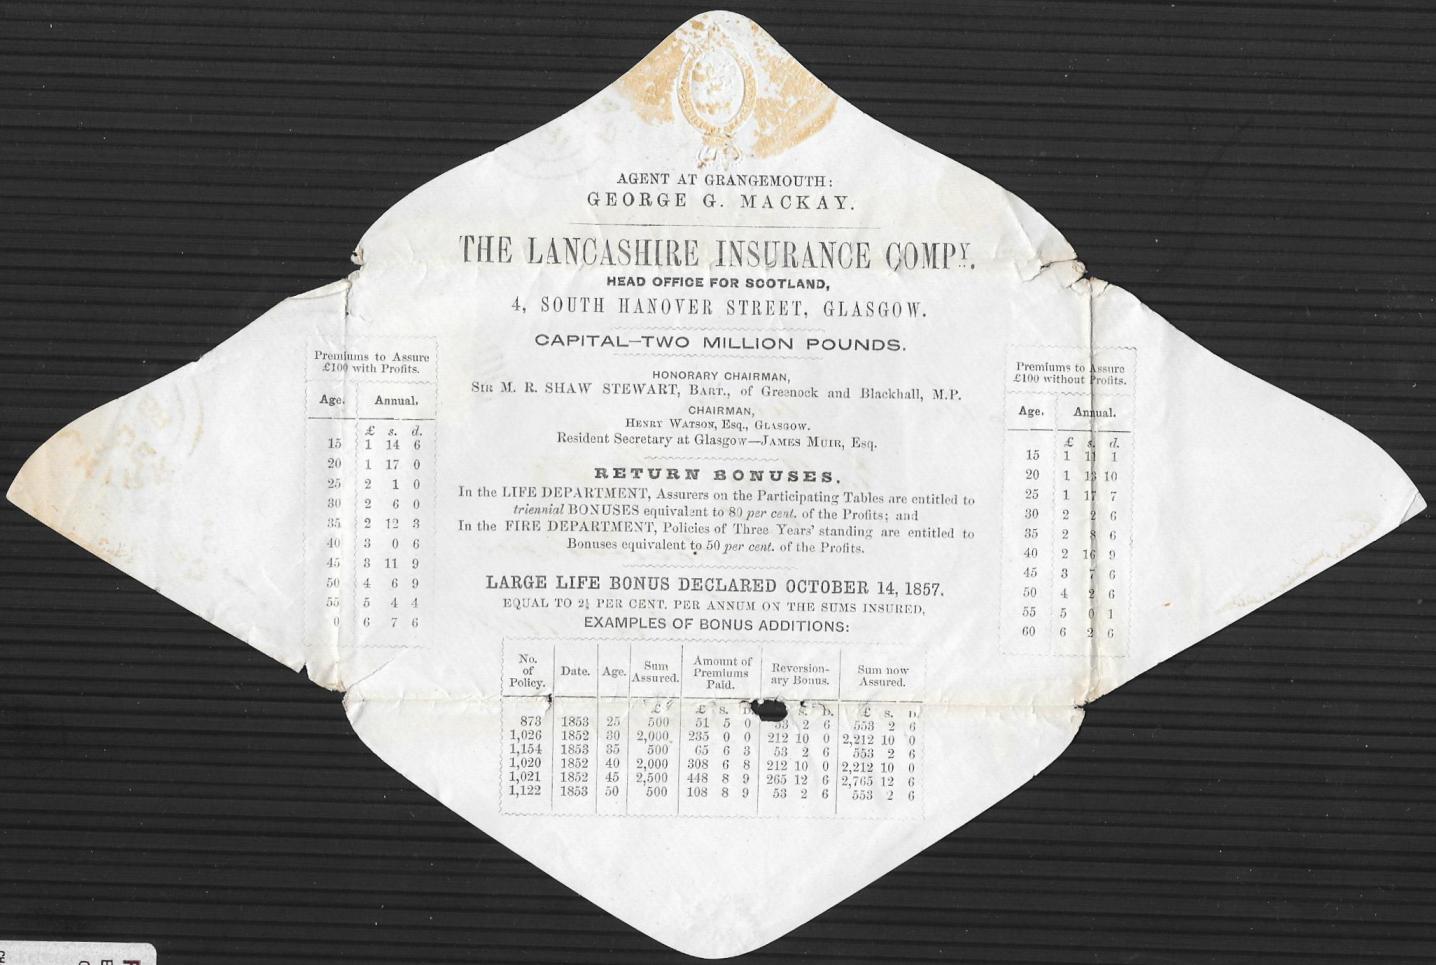 AGENT AT GRANGEMOUTH:
GEORGE G. MACKAY.
THE LANCASHIRE INSURANCE COMPY.
HEAD OFFICE FOR SCOTLAND,
4, SOUTH HANOVER STREET, GLASGOW.
CAPITAL—TWO MILLION POUNDS.
HONORARY CHAIRMAN,
SIR M. R. SHAW STEWART, BART., of Greenock and Blackhall, M.P.
CHAIRMAN,
HENRY WATSON, Esq., GLASGOW.
Resident Secretary at Glasgow—JAMES MUIR, Esq.
RETURN BONUSES.
In the LIFE DEPARTMENT, Assurers on the Participating Tables are entitled to
triennial BONUSES equivalent to 80 per cent. of the Profits; and
In the FIRE DEPARTMENT, Policies of Three Years' standing are entitled to
Bonuses equivalent to 50 per cent. of the Profits.
LARGE LIFE BONUS DECLARED OCTOBER 14, 1857.
EQUAL TO 2¼ PER CENT. PER ANNUM ON THE SUMS INSURED.
EXAMPLES OF BONUS ADDITIONS:
No. of Policy. Date. Age. Sum Assured. Amount of Premiums Paid. Reversionary Bonus. Sum now Assured.
£ £ S. D. S. D. £ S. D.
873 1853 25 500 51 5 0 53 2 6 553 2 6
1,026 1852 30 2,000 235 0 0 212 10 0 2,212 10 0
1,154 1853 35 500 65 6 3 53 2 6 553 2 6
1,020 1852 40 2,000 308 6 8 212 10 0 2,212 10 0
1,021 1852 45 2,500 448 8 9 265 12 6 2,765 12 6
1,122 1853 50 500 108 8 9 53 2 6 553 2 6
Premiums to Assure
£100 with Profits.
Age. Annual.
£ s. d.
15 1 14 6
20 1 17 0
25 2 1 0
30 2 6 0
35 2 12 3
40 3 0 6
45 3 11 9
50 4 6 9
55 5 4 4
0 6 7 6
Premiums to Assure
£100 without Profits.
Age. Annual.
£ s. d.
15 1 11 1
20 1 13 10
25 1 17 7
30 2 2 6
35 2 8 6
40 2 16 9
45 3 7 6
50 4 2 6
55 5 0 1
60 6 2 6